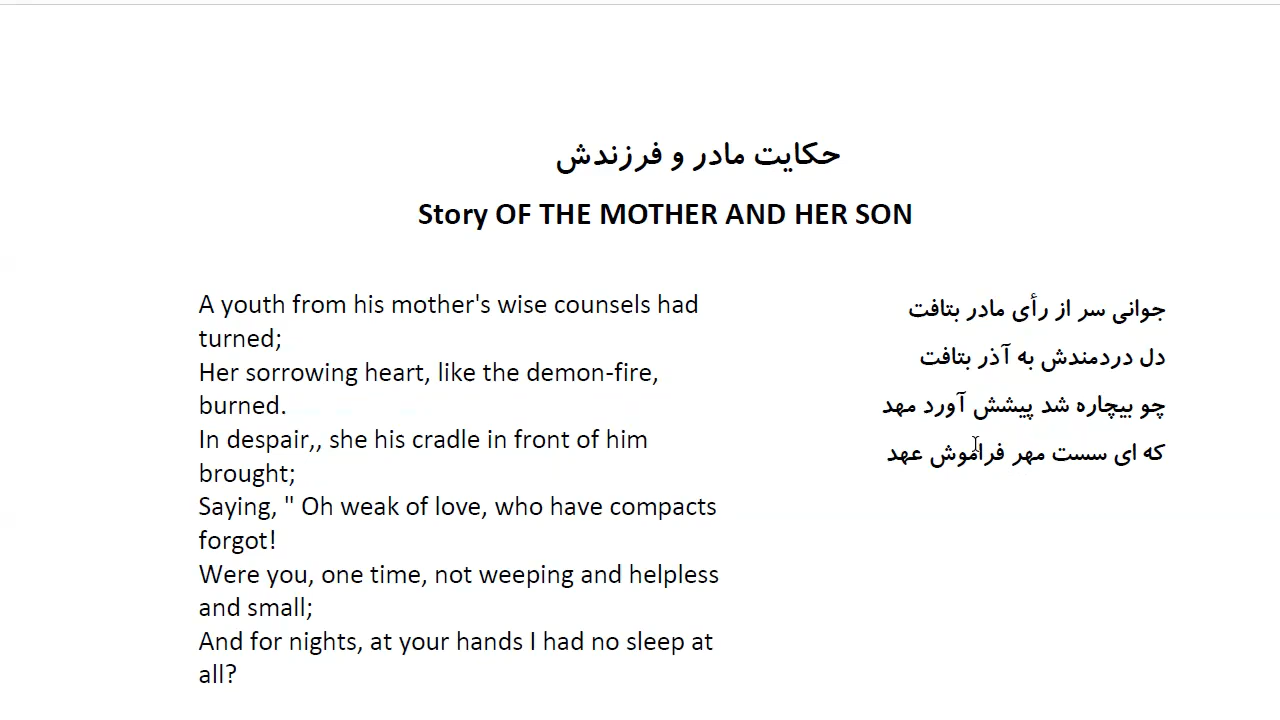 حکایت مادر و فرزندش
Story OF THE MOTHER AND HER SON
A youth from his mother's wise counsels had
turned;
Her sorrowing heart, like the demon-fire,
burned.
In despair,, she his cradle in front of him
brought;
Saying, " Oh weak of love, who have compacts
forgot!
Were you, one time, not weeping and helpless
and small;
And for nights, at your hands I had no sleep at
all?
جوانی سر از رأی مادر بتافت
دل دردمندش به آذر بتافت
چو بیچاره شد پیشش آورد مهد
که ای سست مهر فراموش عهد